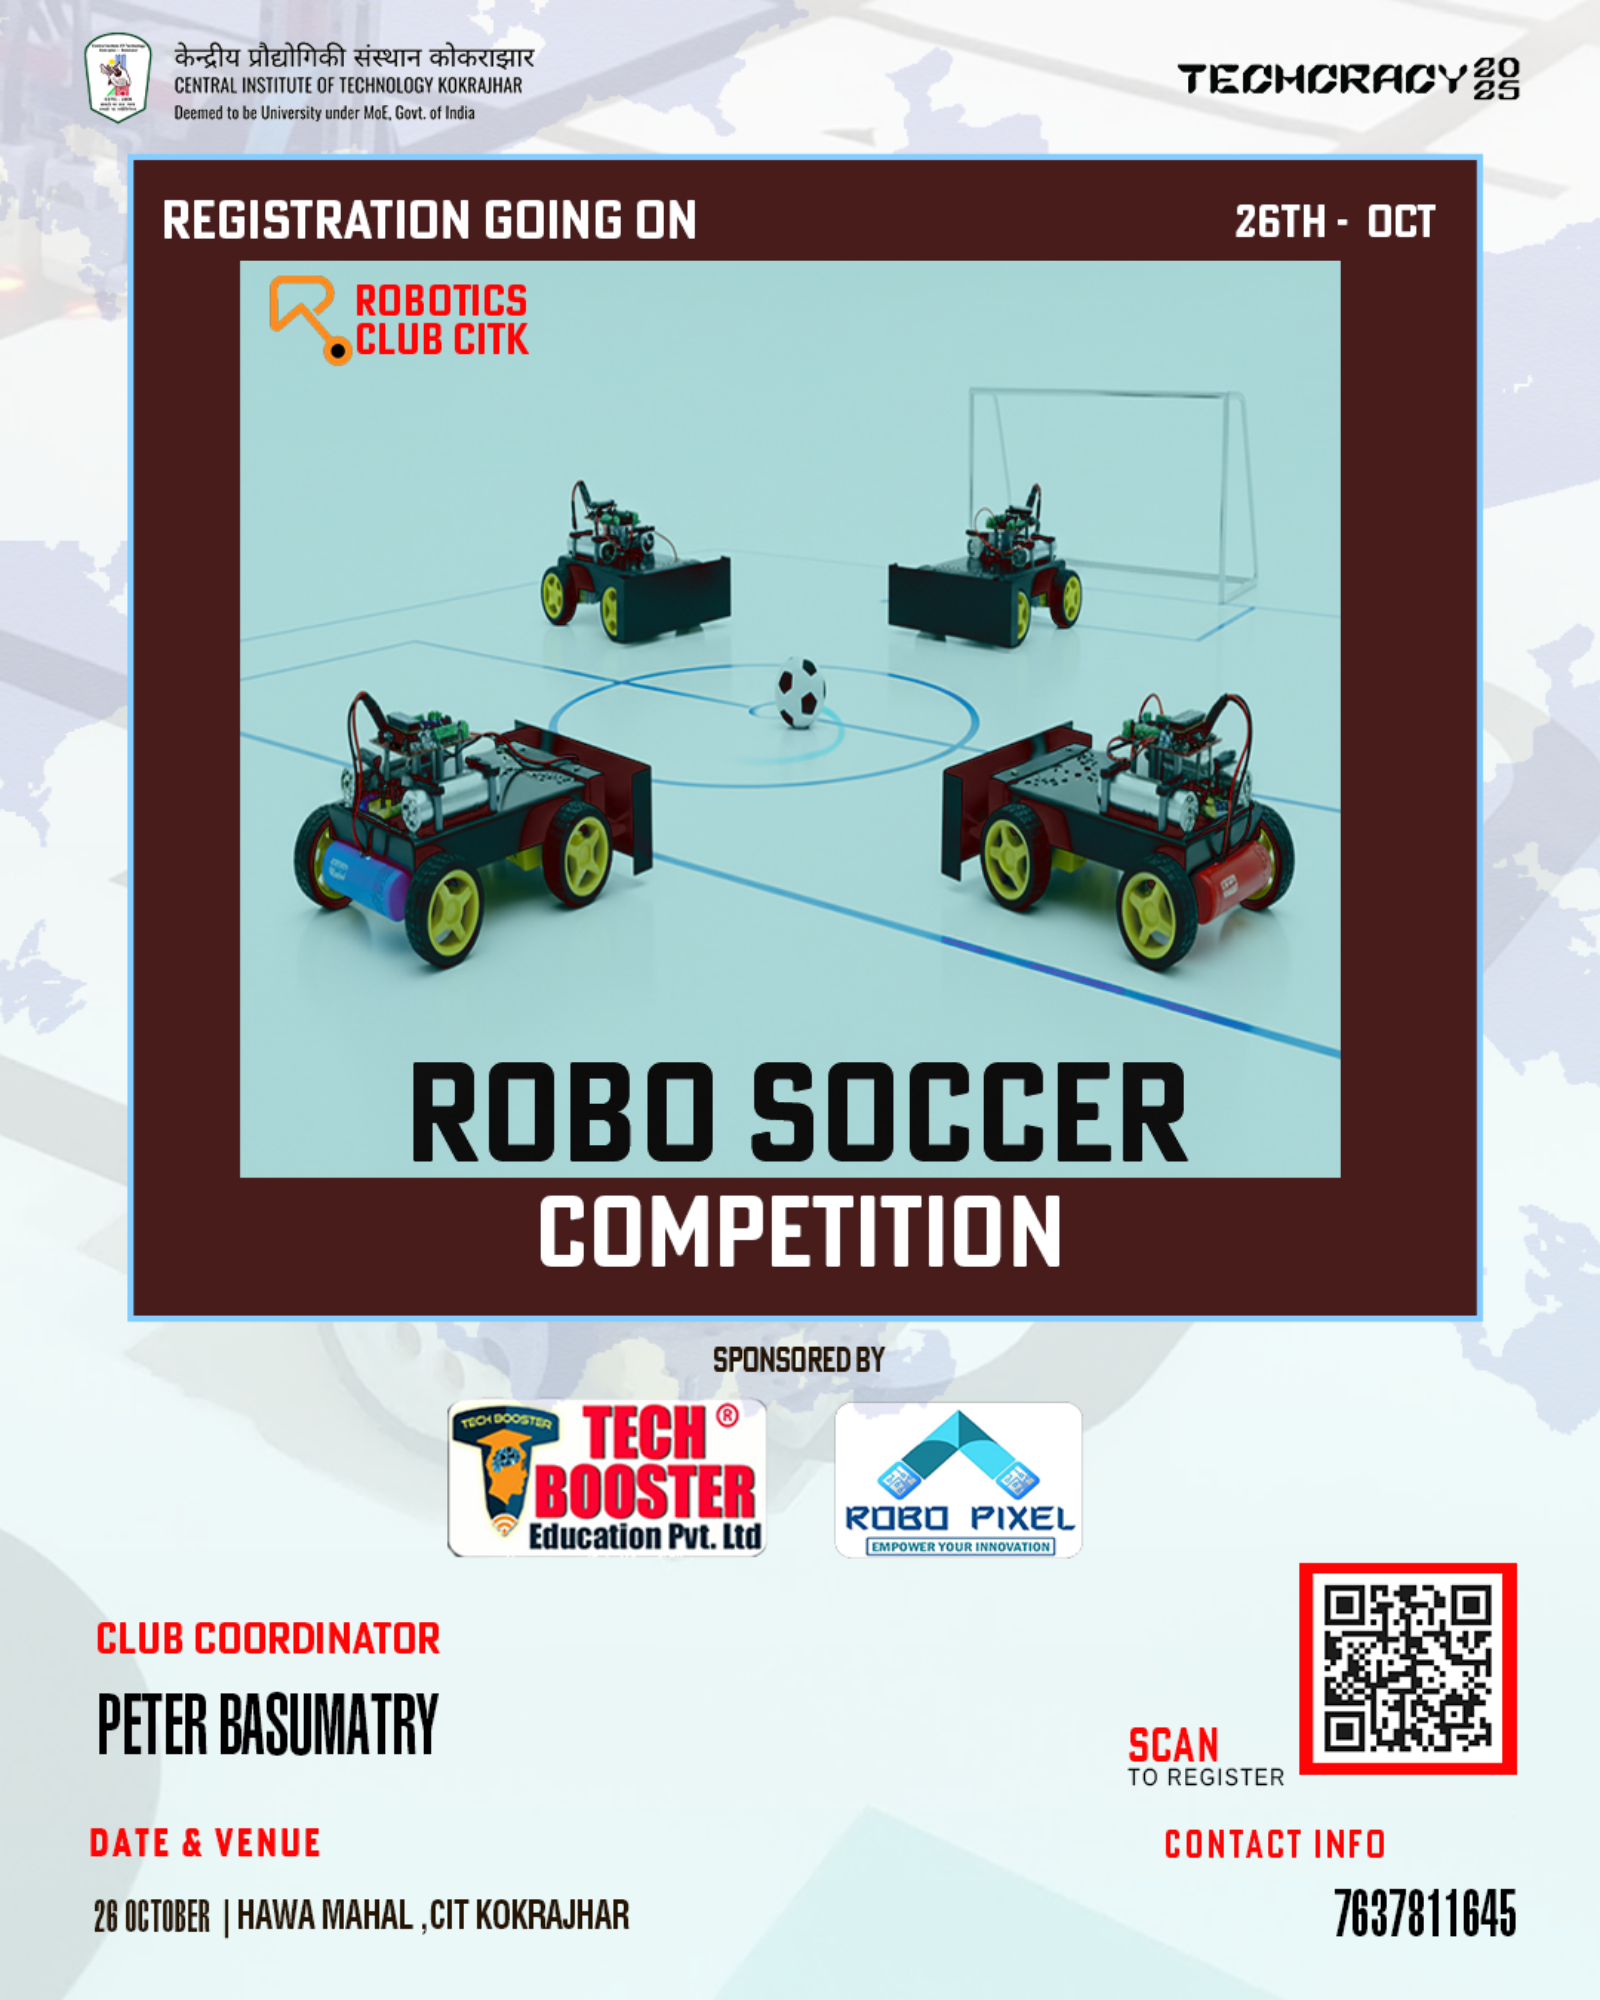 केन्द्रीय प्रौद्योगिकी संस्थान कोकराझार
CENTRAL INSTITUTE OF TECHNOLOGY KOKRAJHAR
Deemed to be University under MoE, Govt. of India
TECHCRACY 2025
REGISTRATION GOING ON
26TH - OCT
ROBOTICS
CLUB CITK
ROBO SOCCER
COMPETITION
SPONSORED BY
TECH BOOSTER
TECH ®
BOOSTER
Education Pvt. Ltd
ROBO PIXEL
EMPOWER YOUR INNOVATION
CLUB COORDINATOR
PETER BASUMATRY
SCAN
TO REGISTER
DATE & VENUE
26 OCTOBER | HAWA MAHAL ,CIT KOKRAJHAR
CONTACT INFO
7637811645